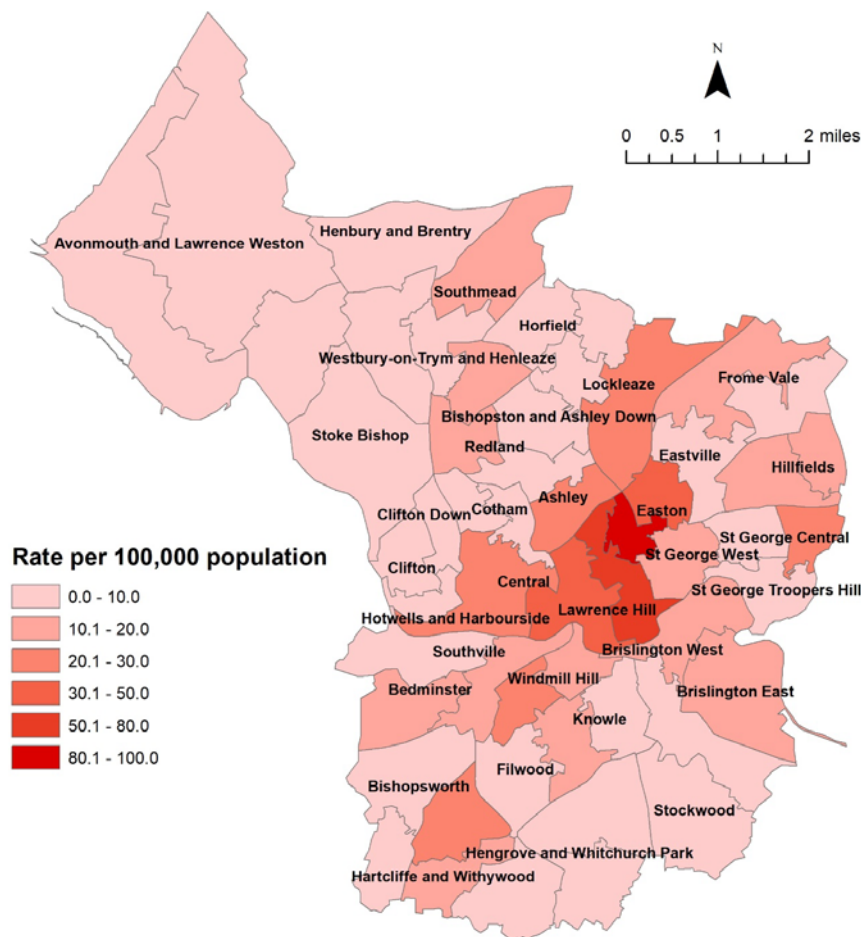 N
0 0.5 1 2 miles
Henbury and Brentry
Avonmouth and Lawrence Weston
Southmead
Horfield
Westbury-on-Trym and Henleaze
Lockleaze
Frome Vale
Bishopston and Ashley Down
Stoke Bishop
Redland
Eastville
Hillfields
Ashley
Cotham
Clifton Down
Easton
St George Central
St George West
Clifton
Central
St George Troopers Hill
Hotwells and Harbourside
Lawrence Hill
Southville
Brislington West
Windmill Hill
Bedminster
Brislington East
Knowle
Filwood
Bishopsworth
Stockwood
Hengrove and Whitchurch Park
Hartcliffe and Withywood
Rate per 100,000 population
0.0 - 10.0
10.1 - 20.0
20.1 - 30.0
30.1 - 50.0
50.1 - 80.0
80.1 - 100.0